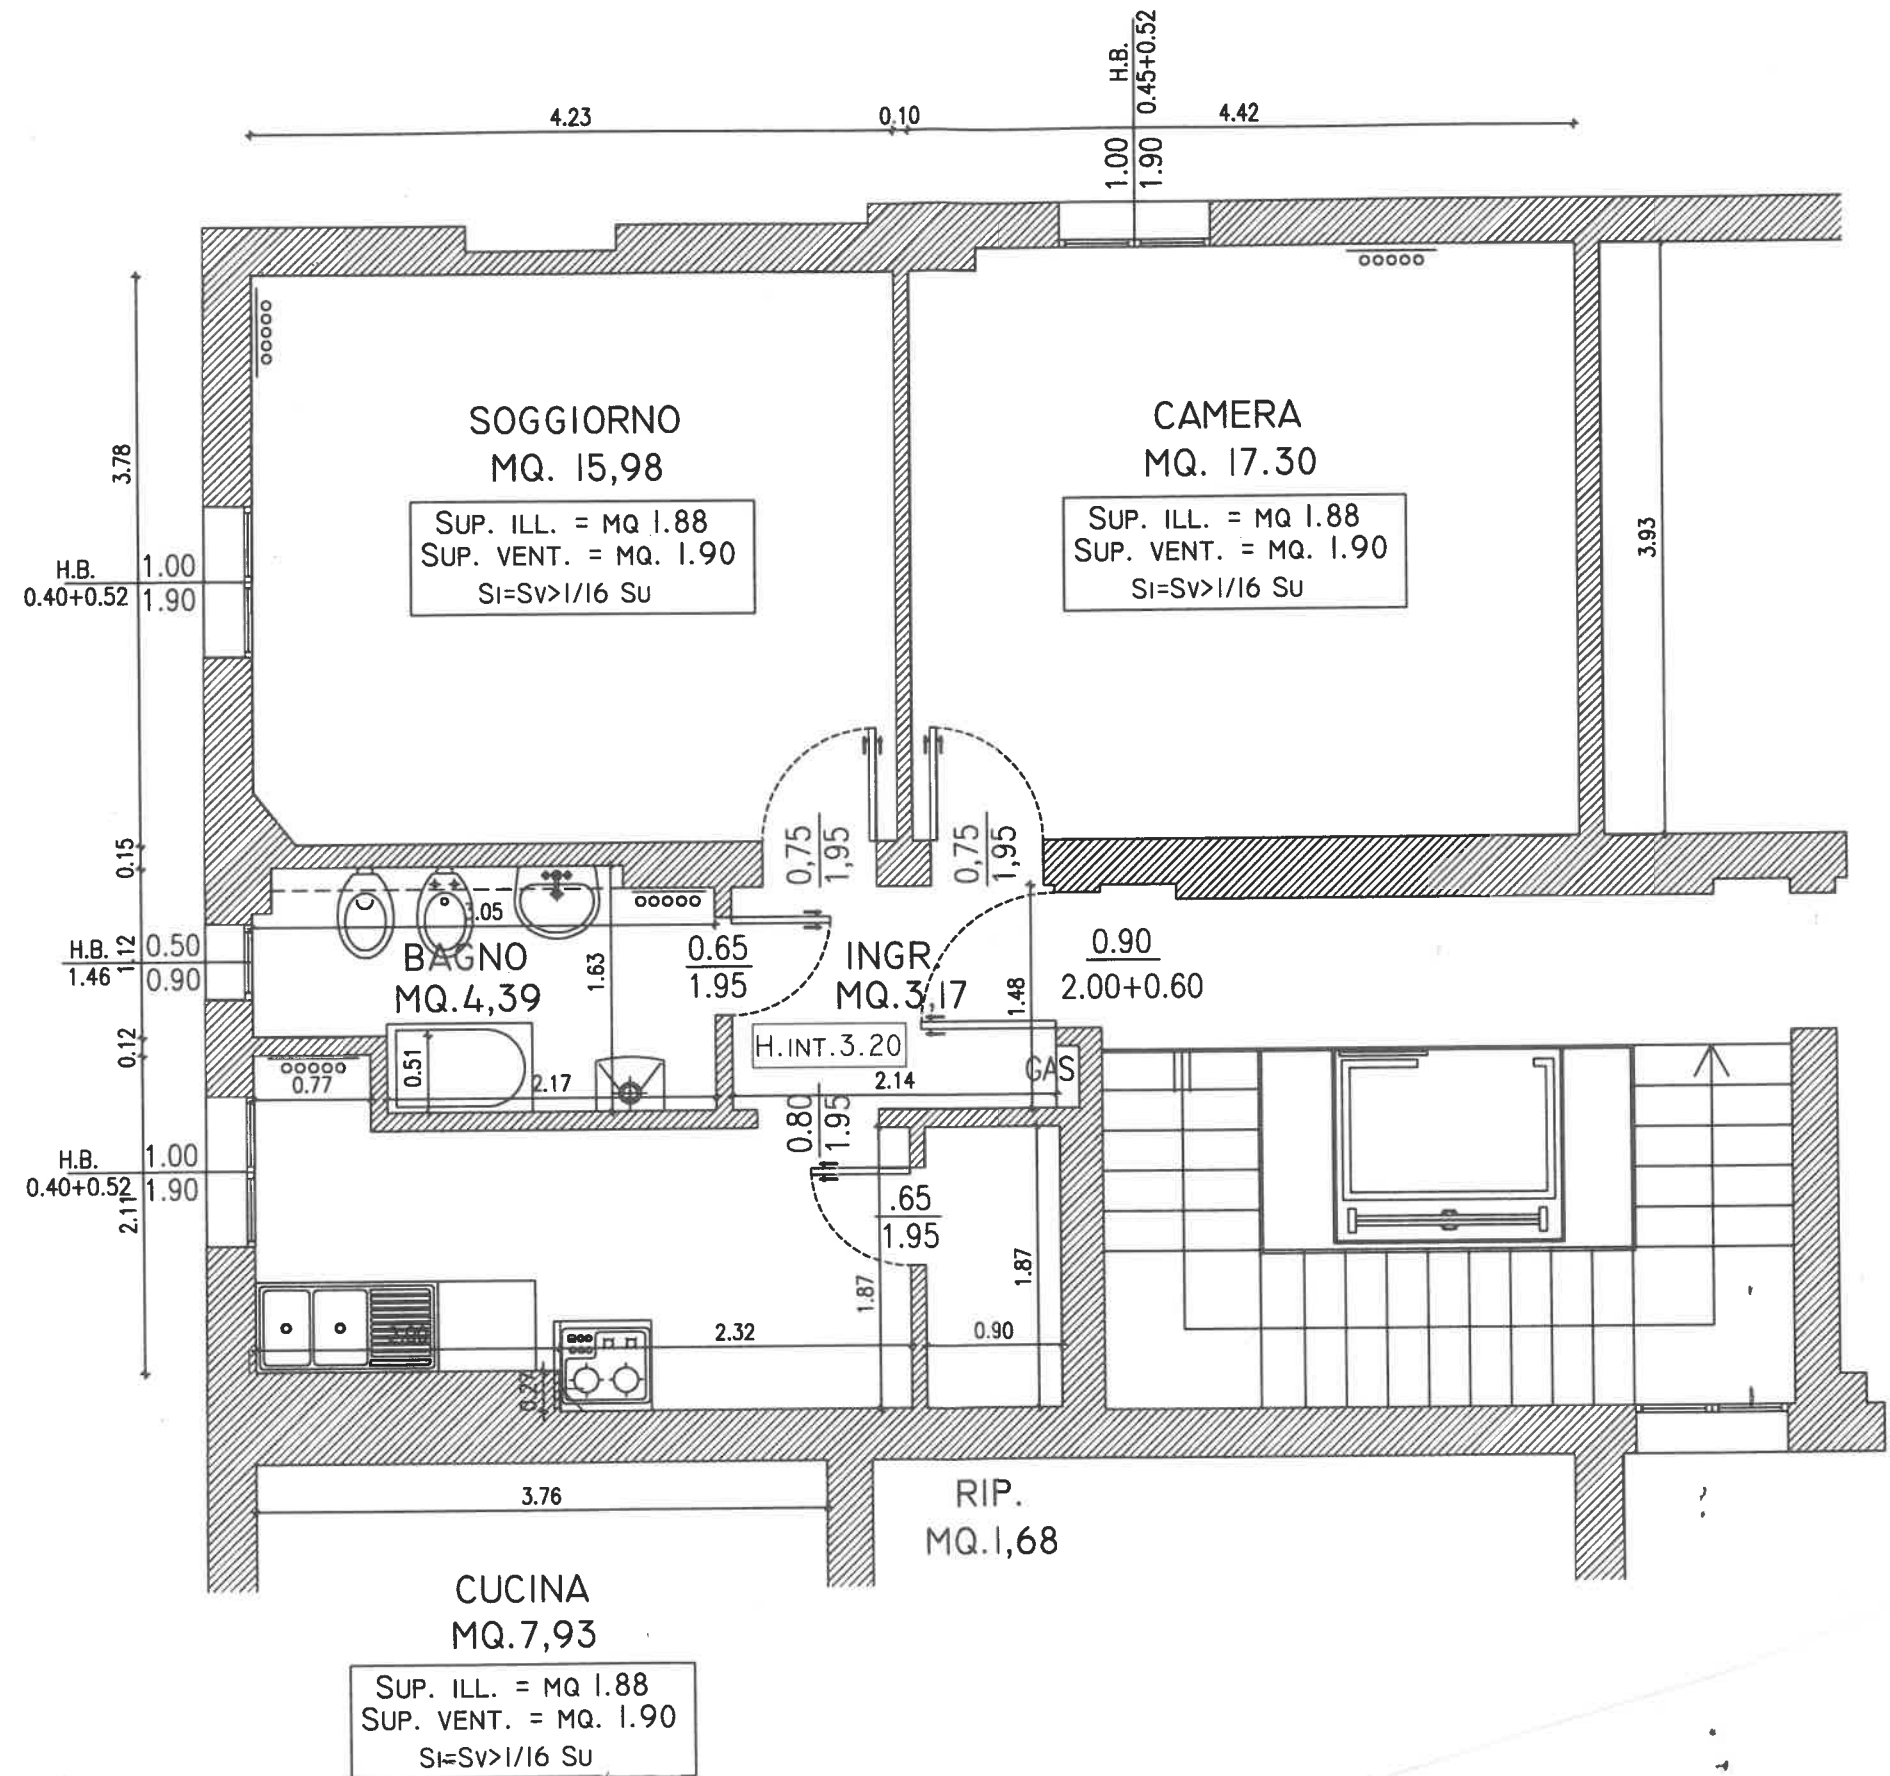 H.B.
0.45+0.52
1.00
1.90
4.23
0.10
4.42
SOGGIORNO
MQ. 15,98
SUP. ILL. = MQ 1.88
SUP. VENT. = MQ. 1.90
SI=SV>1/16 SU
CAMERA
MQ. 17.30
SUP. ILL. = MQ 1.88
SUP. VENT. = MQ. 1.90
SI=SV>1/16 SU
3.78
3.93
H.B.
0.40+0.52
1.00
1.90
0,75
1,95
0,75
1,95
0.15
.05
H.B.
1.46
1.12
0.50
0.90
BAGNO
MQ.4,39
1.63
0.65
1.95
INGR.
MQ.3,17
1.48
0.90
2.00+0.60
H.INT.3.20
0.12
0.77
0.51
2.17
2.14
GAS
0.80
1.95
H.B.
0.40+0.52
1.00
1.90
2.11
.65
1.95
1.87
1.87
2.32
0.90
0.27
3.76
RIP.
MQ.1,68
CUCINA
MQ.7,93
SUP. ILL. = MQ 1.88
SUP. VENT. = MQ. 1.90
SI=SV>1/16 SU